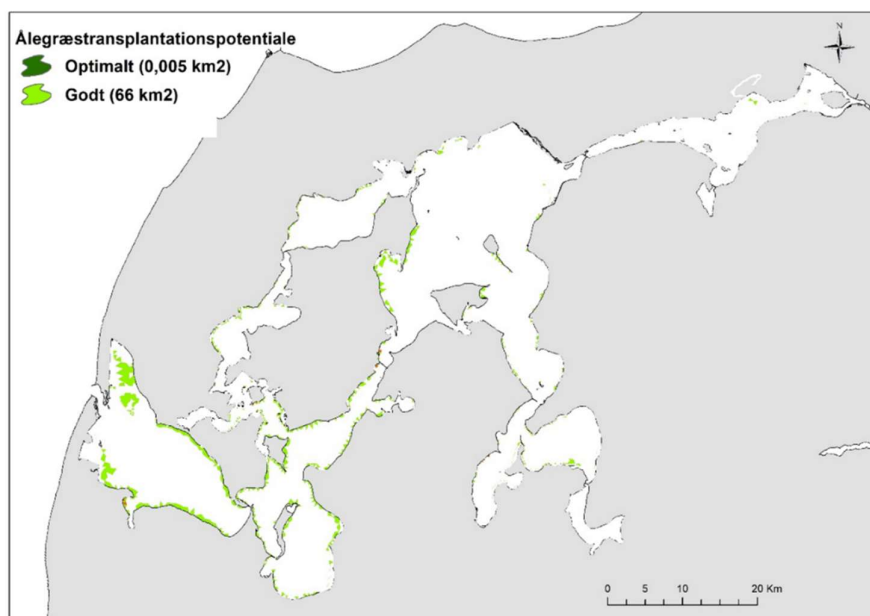 Ålegræstransplantationspotentiale
Optimalt (0,005 km2)
Godt (66 km2)
N
0 5 10 20 Km